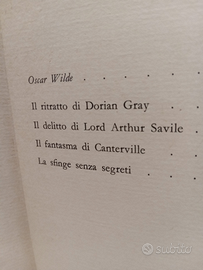 Oscar Wilde . . . . . .
Il ritratto di Dorian Gray . .
Il delitto di Lord Arthur Savile .
Il fantasma di Canterville . .
La sfinge senza segreti . . .
subito